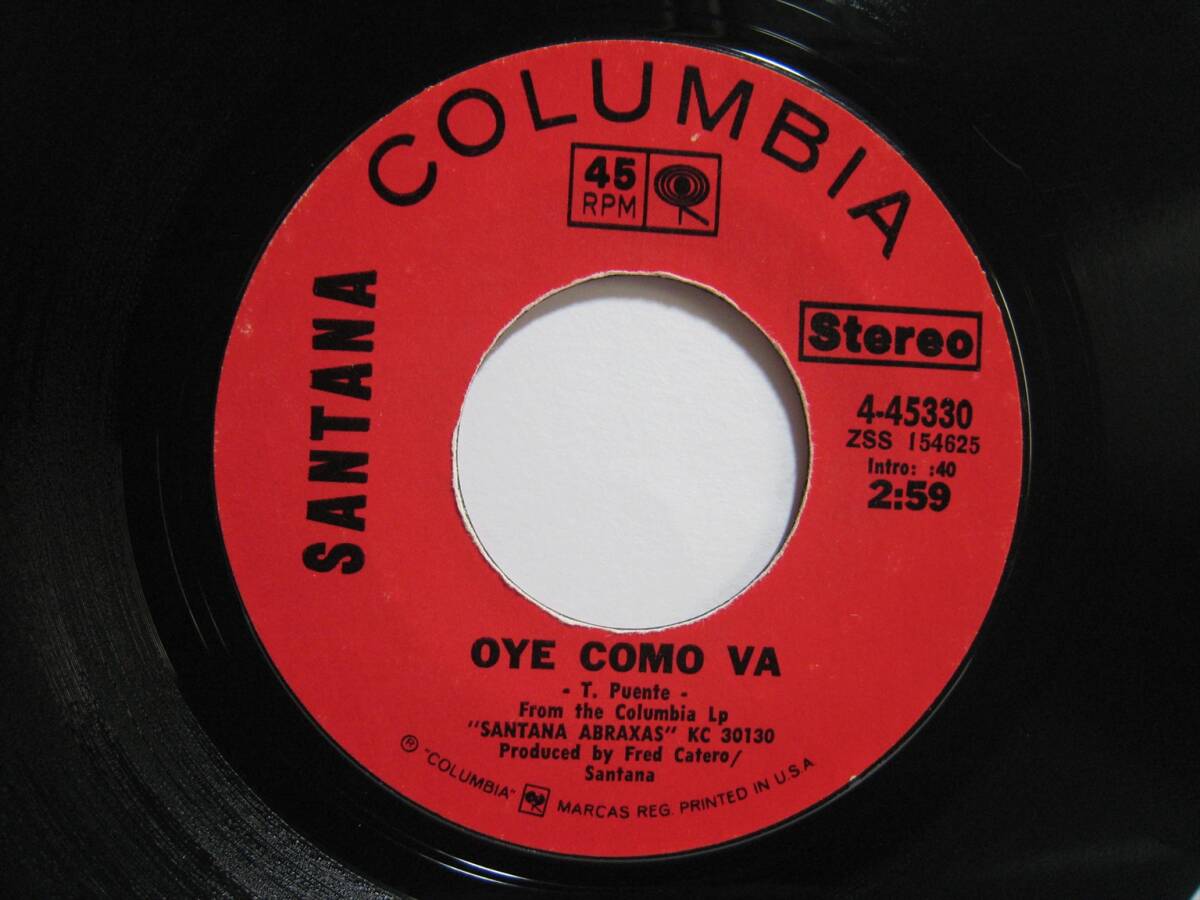 COLUMBIA
45
RPM
SANTANA
Stereo
4-45330
ZSS 154625
Intro: :40
2:59
OYE COMO VA
- T. Puente -
From the Columbia Lp
"SANTANA ABRAXAS" KC 30130
Produced by Fred Catero/
Santana
® "COLUMBIA" MARCAS REG. PRINTED IN U.S.A